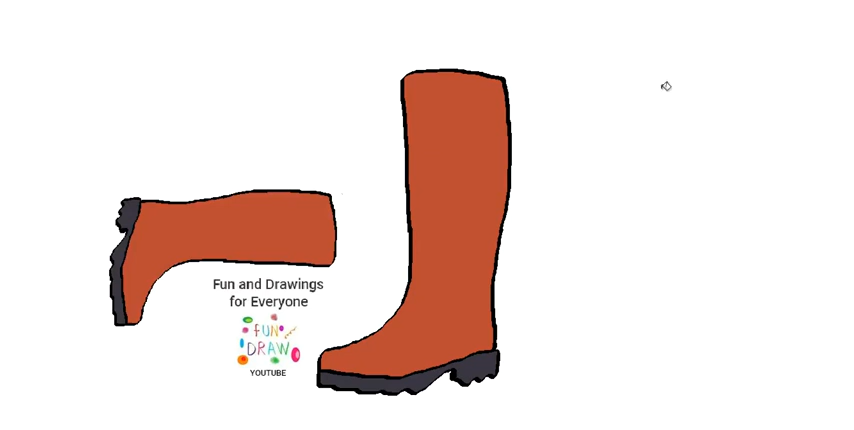 Fun and Drawings
for Everyone
FUN
DRAW
YOUTUBE